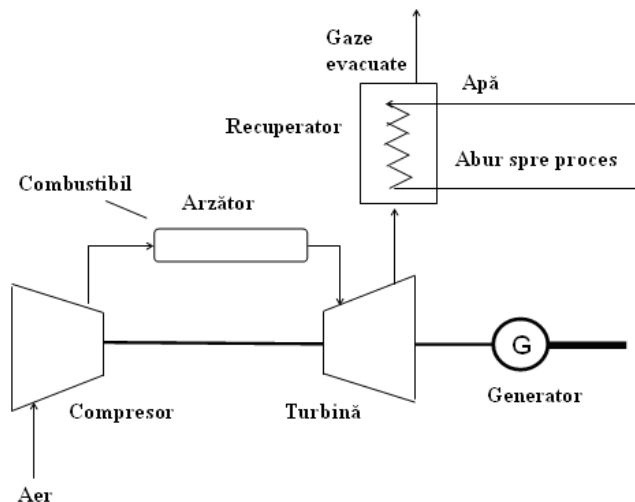 Gaze
evacuate
Apă
Recuperator
Abur spre proces
Combustibil
Arzător
G
Compresor
Turbină
Generator
Aer